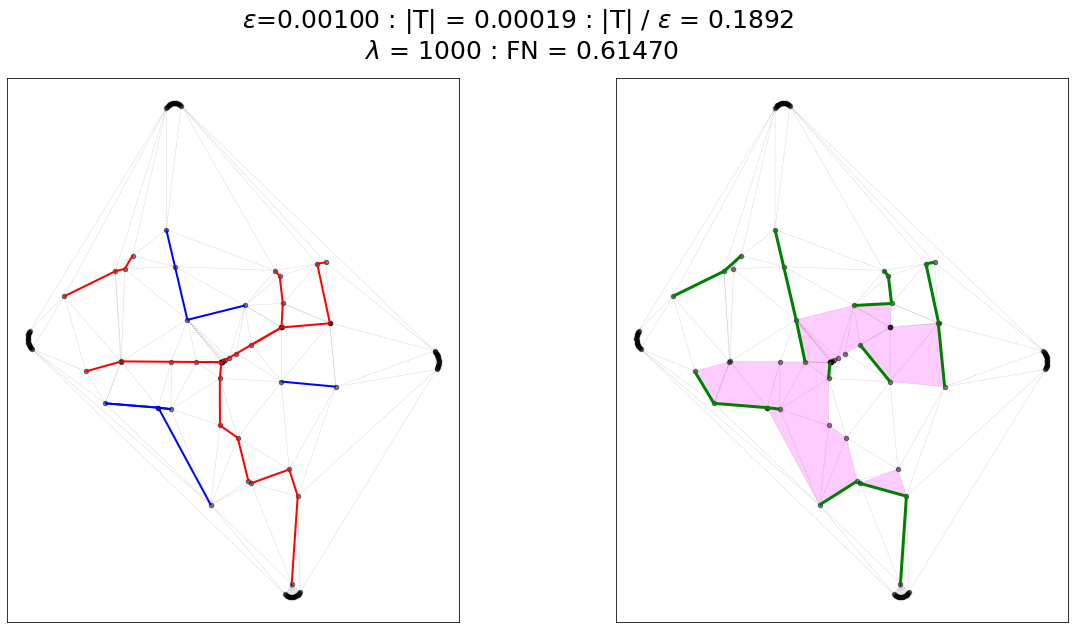 ε=0.00100 : |T| = 0.00019 : |T| / ε = 0.1892
λ = 1000 : FN = 0.61470